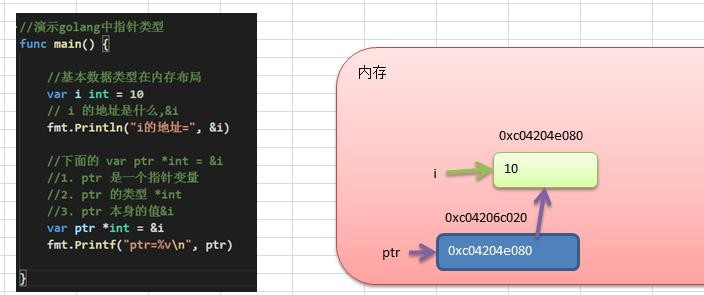 //演示golang中指针类型
func main() {
//基本数据类型在内存布局
var i int = 10
// i 的地址是什么,&i
fmt.Println("i的地址=", &i)
//下面的 var ptr *int = &i
//1. ptr 是一个指针变量
//2. ptr 的类型 *int
//3. ptr 本身的值&i
var ptr *int = &i
fmt.Printf("ptr=%v\n", ptr)
}
内存
0xc04204e080
i
10
0xc04206c020
ptr
0xc04204e080